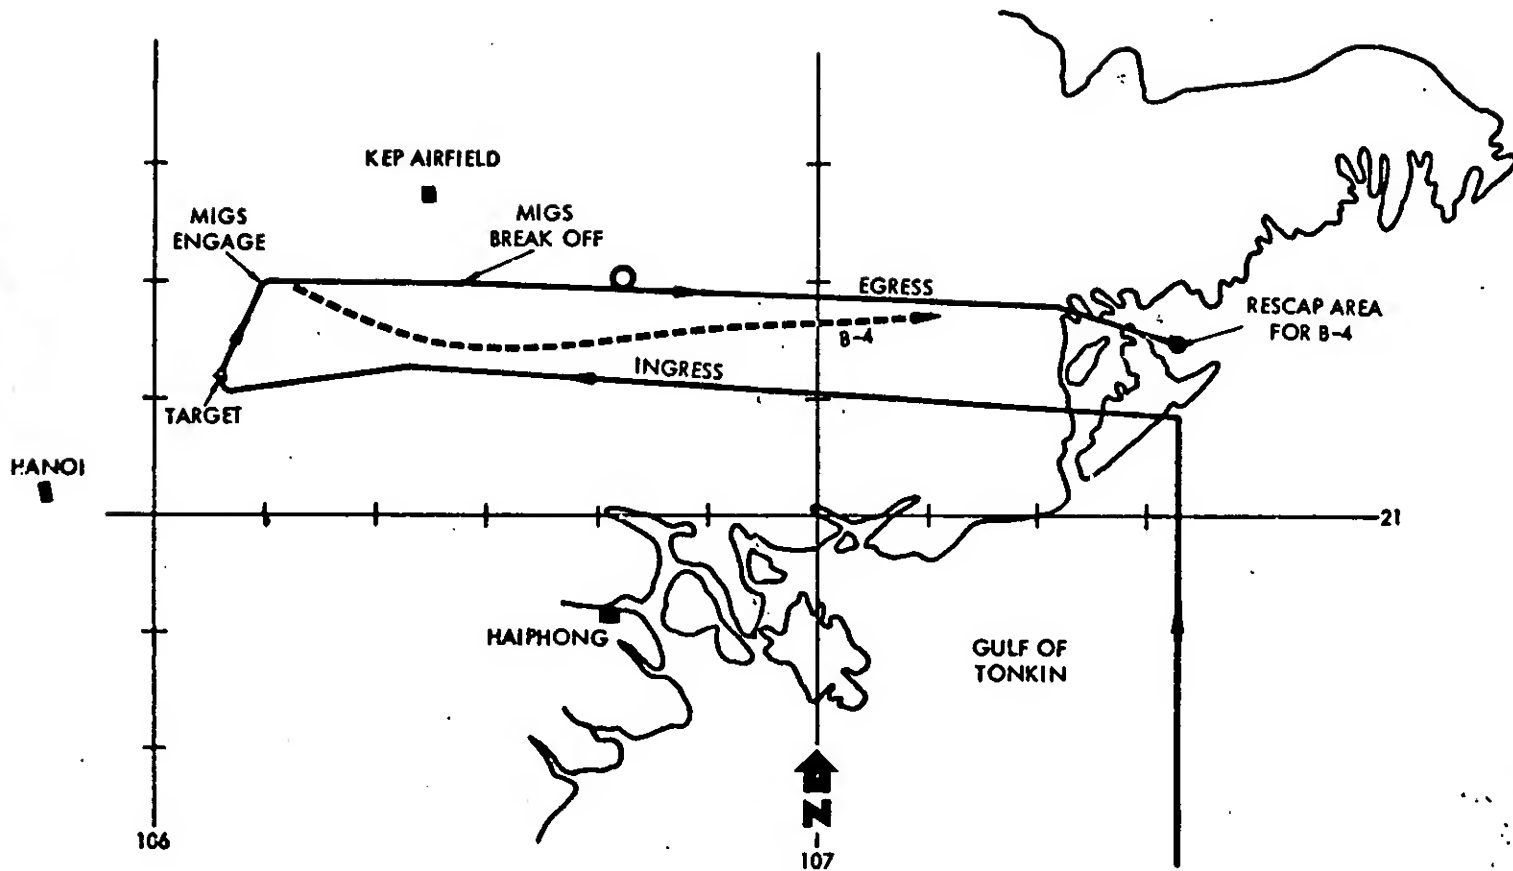 KEP AIRFIELD
MIGS
ENGAGE
MIGS
BREAK OFF
EGRESS
RESCAP AREA
FOR B-4
B-4
INGRESS
TARGET
HANOI
21
HAIPHONG
GULF OF
TONKIN
N
106
107